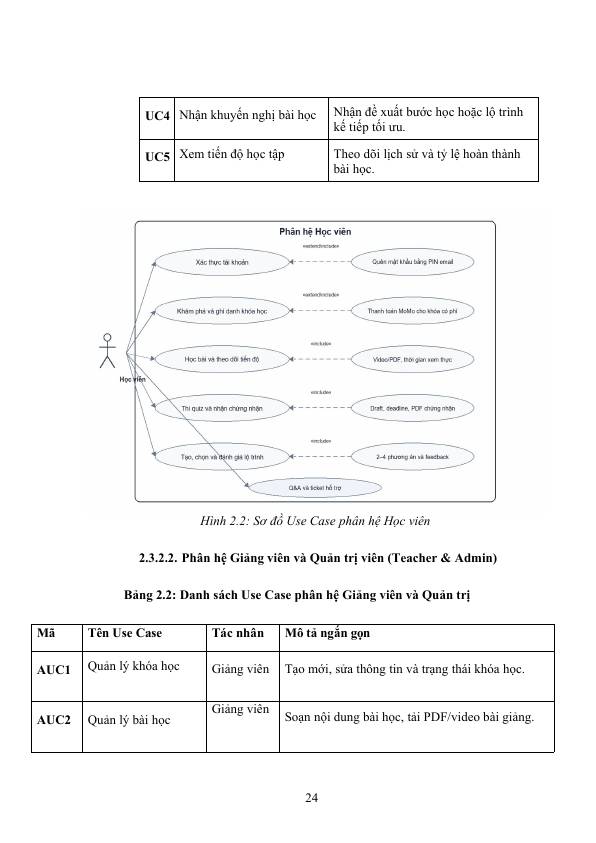 UC4 Nhận khuyến nghị bài học Nhận đề xuất bước học hoặc lộ trình
kế tiếp tối ưu.
UC5 Xem tiến độ học tập Theo dõi lịch sử và tỷ lệ hoàn thành
bài học.
Phân hệ Học viên
Xác thực tài khoản
«extend/include»
Quên mật khẩu bằng PIN email
Khám phá và ghi danh khóa học
«extend/include»
Thanh toán MoMo cho khóa có phí
Học bài và theo dõi tiến độ
«include»
Video/PDF, thời gian xem thực
Học viên
Thi quiz và nhận chứng nhận
«include»
Draft, deadline, PDF chứng nhận
Tạo, chọn và đánh giá lộ trình
«include»
2–4 phương án và feedback
Q&A và ticket hỗ trợ
Hình 2.2: Sơ đồ Use Case phân hệ Học viên
2.3.2.2. Phân hệ Giảng viên và Quản trị viên (Teacher & Admin)
Bảng 2.2: Danh sách Use Case phân hệ Giảng viên và Quản trị
Mã Tên Use Case Tác nhân Mô tả ngắn gọn
AUC1 Quản lý khóa học Giảng viên Tạo mới, sửa thông tin và trạng thái khóa học.
AUC2 Quản lý bài học Giảng viên Soạn nội dung bài học, tải PDF/video bài giảng.
24